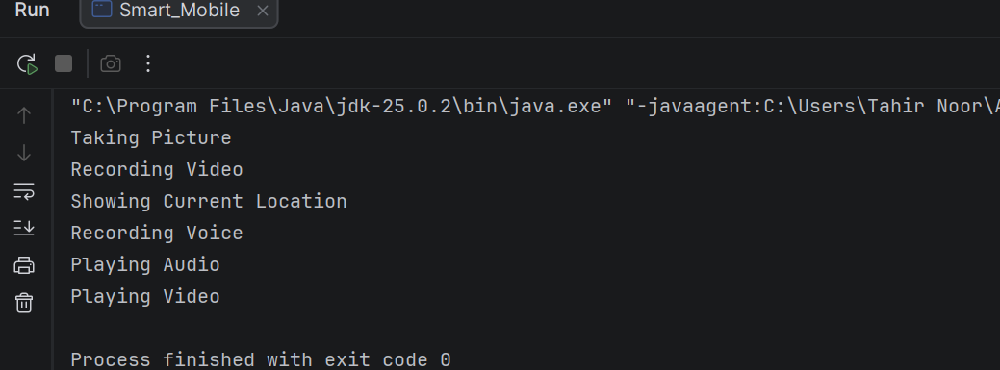 Run Smart_Mobile
"C:\Program Files\Java\jdk-25.0.2\bin\java.exe" "-javaagent:C:\Users\Tahir Noor\
Taking Picture
Recording Video
Showing Current Location
Recording Voice
Playing Audio
Playing Video
Process finished with exit code 0